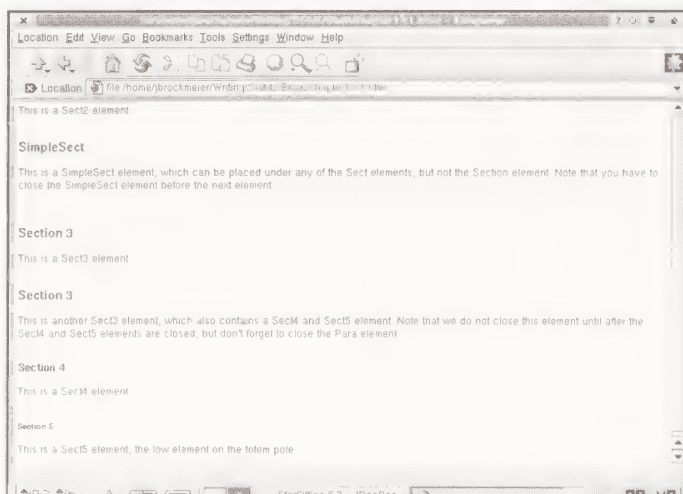 Location Edit View Go Bookmarks Tools Settings Window Help
Location file:/home/jbrockmeier/Writing
This is a Sect2 element
SimpleSect
This is a SimpleSect element, which can be placed under any of the Sect elements, but not the Section element. Note that you have to
close the SimpleSect element before the next element
Section 3
This is a Sect3 element
Section 3
This is another Sect3 element, which also contains a Sect4 and Sect5 element. Note that we do not close this element until after the
Sect4 and Sect5 elements are closed, but don't forget to close the Para element
Section 4
This is a Sect4 element
Section 5
This is a Sect5 element, the low element on the totem pole